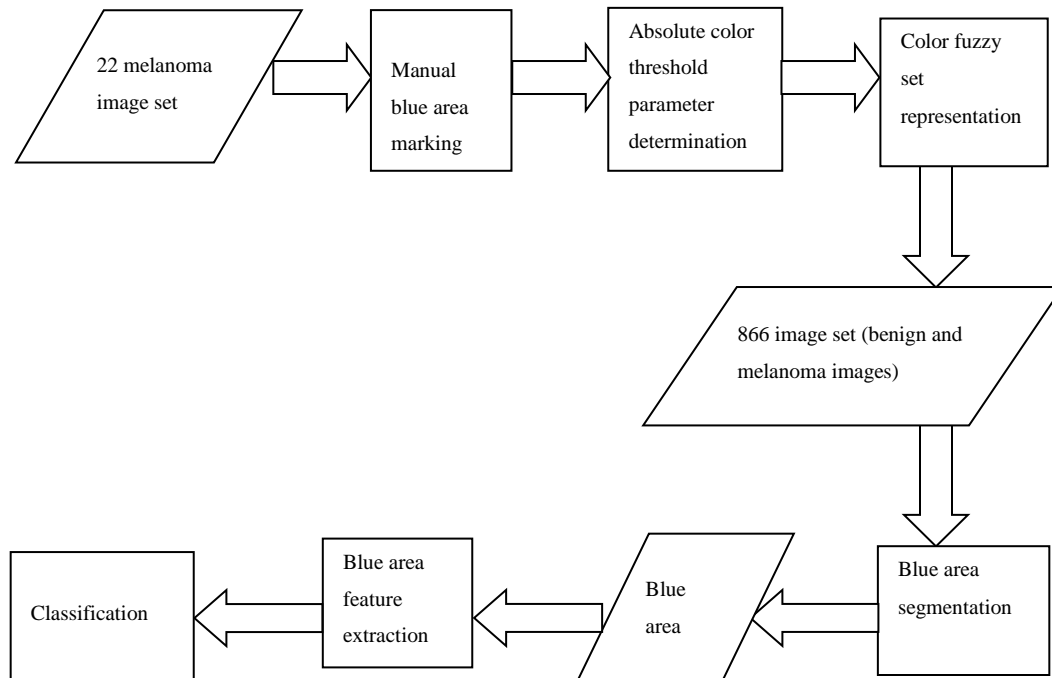 22 melanoma
image set
Manual
blue area
marking
Absolute color
threshold
parameter
determination
Color fuzzy
set
representation
866 image set (benign and
melanoma images)
Blue area
segmentation
Blue
area
Blue area
feature
extraction
Classification